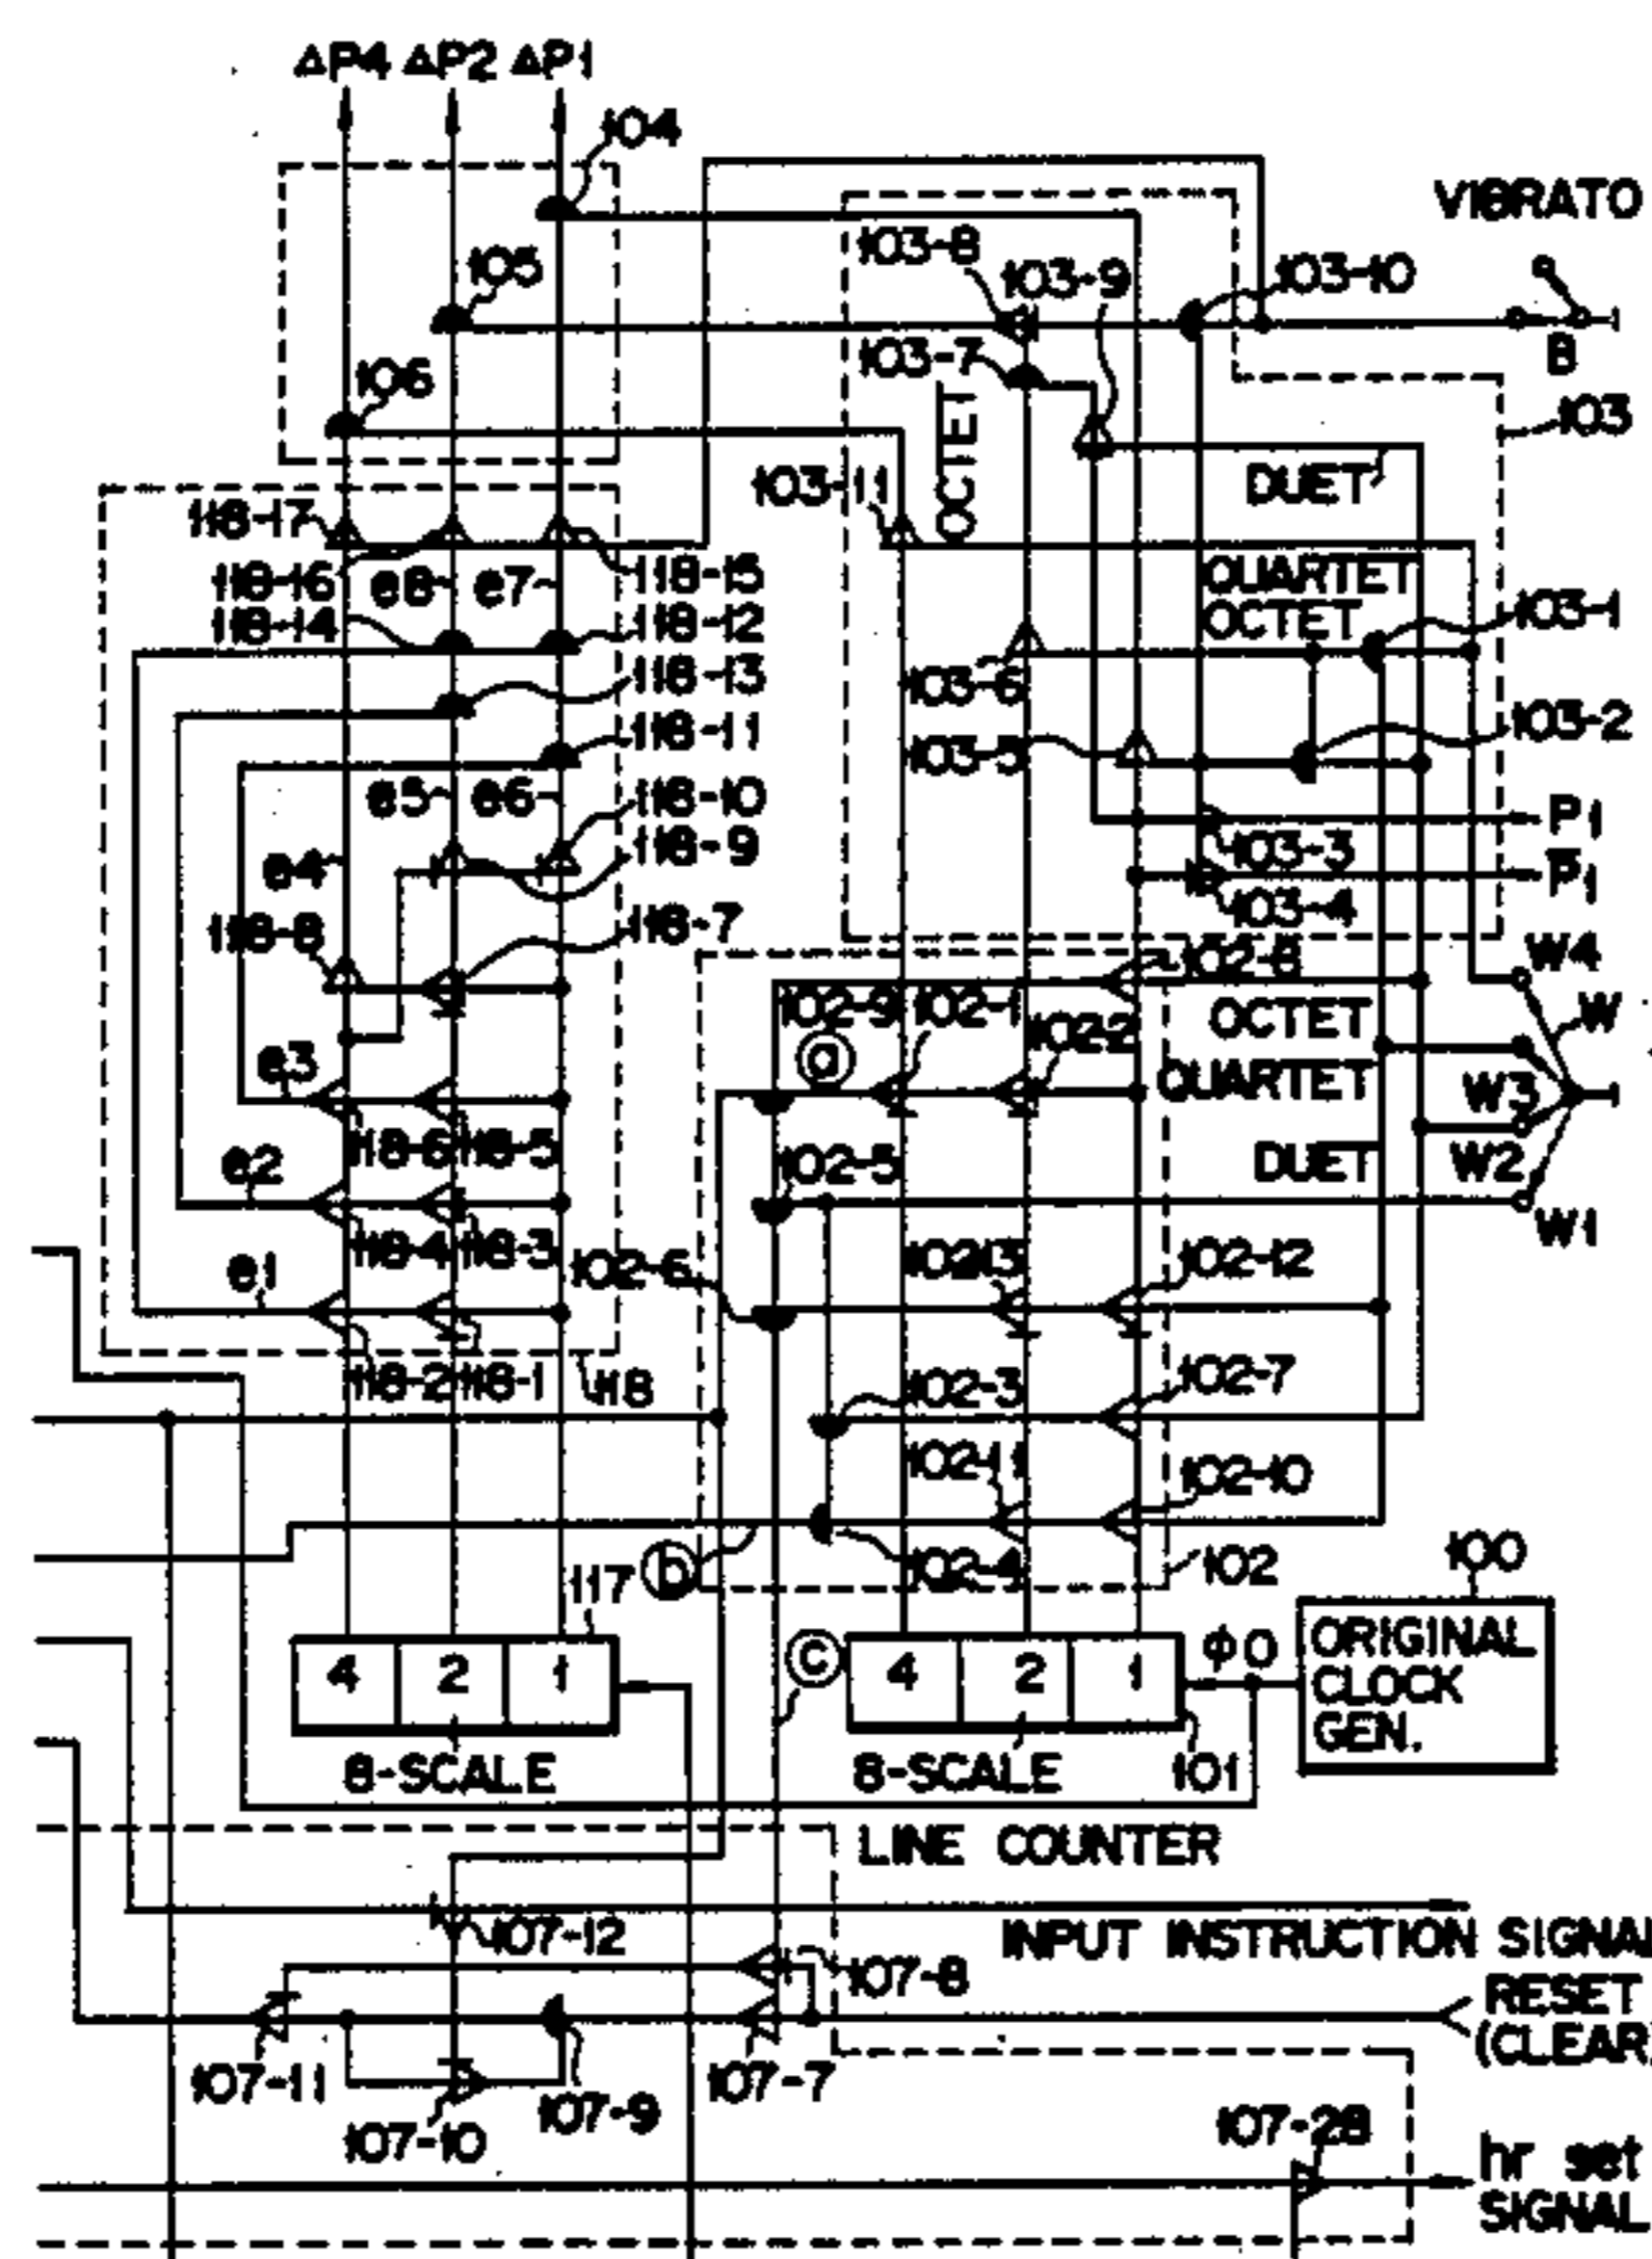 ΔP4 ΔP2 ΔP1
104
VIBRATO
103-8
103-9
103-10
105
B
103-7
106
103
OCTET
DUET
103-11
118-17
118-16
e8
e7
118-15
QUARTET
OCTET
103-1
118-14
118-12
118-13
103-6
103-2
118-11
103-5
e5
e6
118-10
P1
118-9
103-3
e4
P̅1
103-4
118-8
118-7
102-8
W4
102-9
102-1
102-2
OCTET
W
ⓐ
e3
QUARTET
W3
118-6
118-5
102-5
DUET
W2
e2
W1
118-4
118-3
102-13
102-12
e1
102-6
118-2
118-1
118
102-3
102-7
102-11
102-10
102-4
102
100
117
ⓑ
ⓒ
4 2 1
4 2 1
φ0
ORIGINAL
CLOCK
GEN.
8-SCALE
8-SCALE
101
LINE COUNTER
107-12
INPUT INSTRUCTION SIGNAL
107-8
RESET
(CLEAR)
107-11
107-7
107-9
107-10
107-28
hr set
SIGNAL